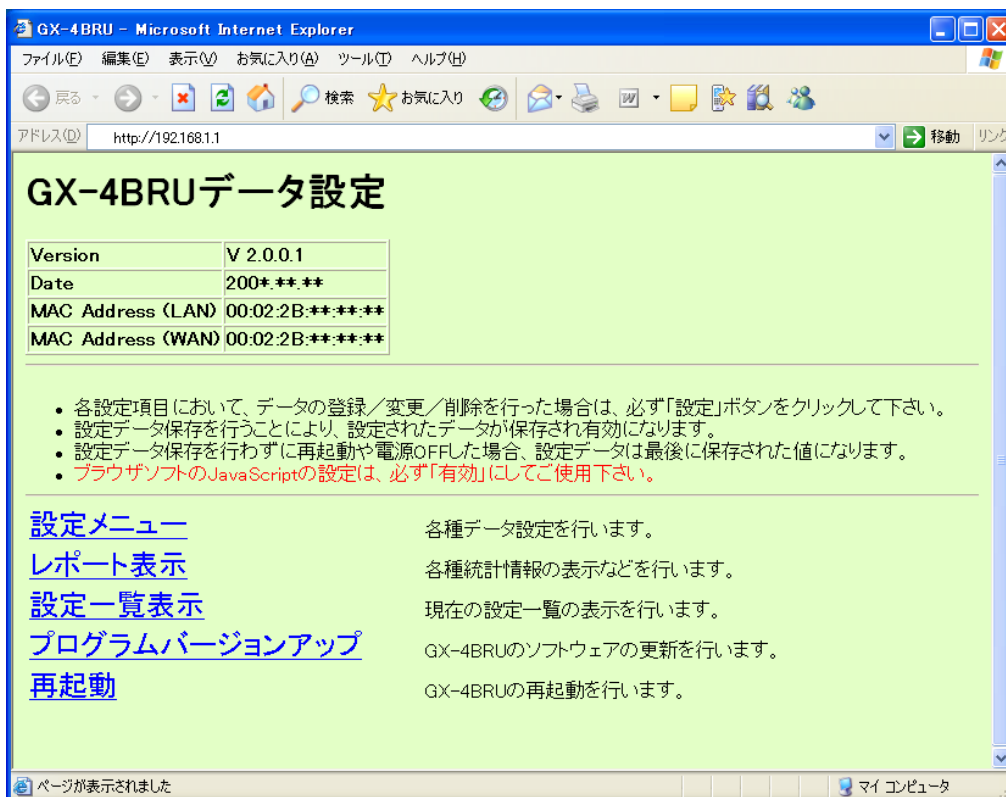 GX-4BRU - Microsoft Internet Explorer
ファイル(F) 編集(E) 表示(V) お気に入り(A) ツール(T) ヘルプ(H)
戻る 検索 お気に入り
アドレス(D) http://192.168.1.1 移動 リンク
GX-4BRUデータ設定
Version V 2.0.0.1
Date 200*.**.**
MAC Address (LAN) 00:02:2B:**:**:**
MAC Address (WAN) 00:02:2B:**:**:**
• 各設定項目において、データの登録／変更／削除を行った場合は、必ず「設定」ボタンをクリックして下さい。
• 設定データ保存を行うことにより、設定されたデータが保存され有効になります。
• 設定データ保存を行わずに再起動や電源OFFした場合、設定データは最後に保存された値になります。
• ブラウザソフトのJavaScriptの設定は、必ず「有効」にしてご使用下さい。
設定メニュー 各種データ設定を行います。
レポート表示 各種統計情報の表示などを行います。
設定一覧表示 現在の設定一覧の表示を行います。
プログラムバージョンアップ GX-4BRUのソフトウェアの更新を行います。
再起動 GX-4BRUの再起動を行います。
ページが表示されました マイ コンピュータ